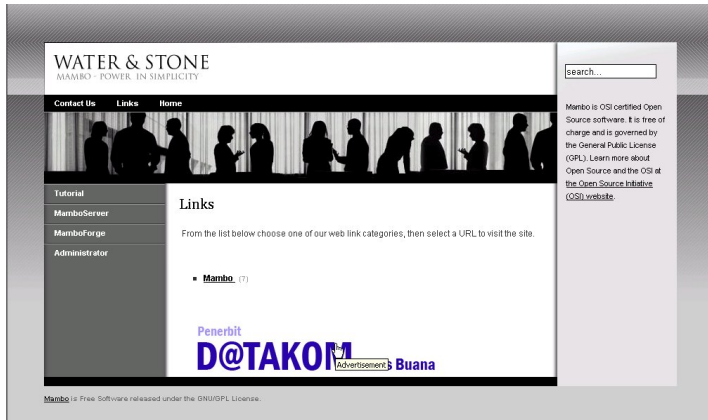 WATER & STONE
MAMBO - POWER IN SIMPLICITY
Contact Us Links Home
Tutorial
MamboServer
MamboForge
Administrator
Links
From the list below choose one of our web link categories, then select a URL to visit the site.
Mambo (7)
Penerbit
D@TAKOM
Advertisement
s Buana
search...
Mambo is OSI certified Open
Source software. It is free of
charge and is governed by
the General Public License
(GPL). Learn more about
Open Source and the OSI at
the Open Source Initiative
(OSI) website.
Mambo is Free Software released under the GNU/GPL License.